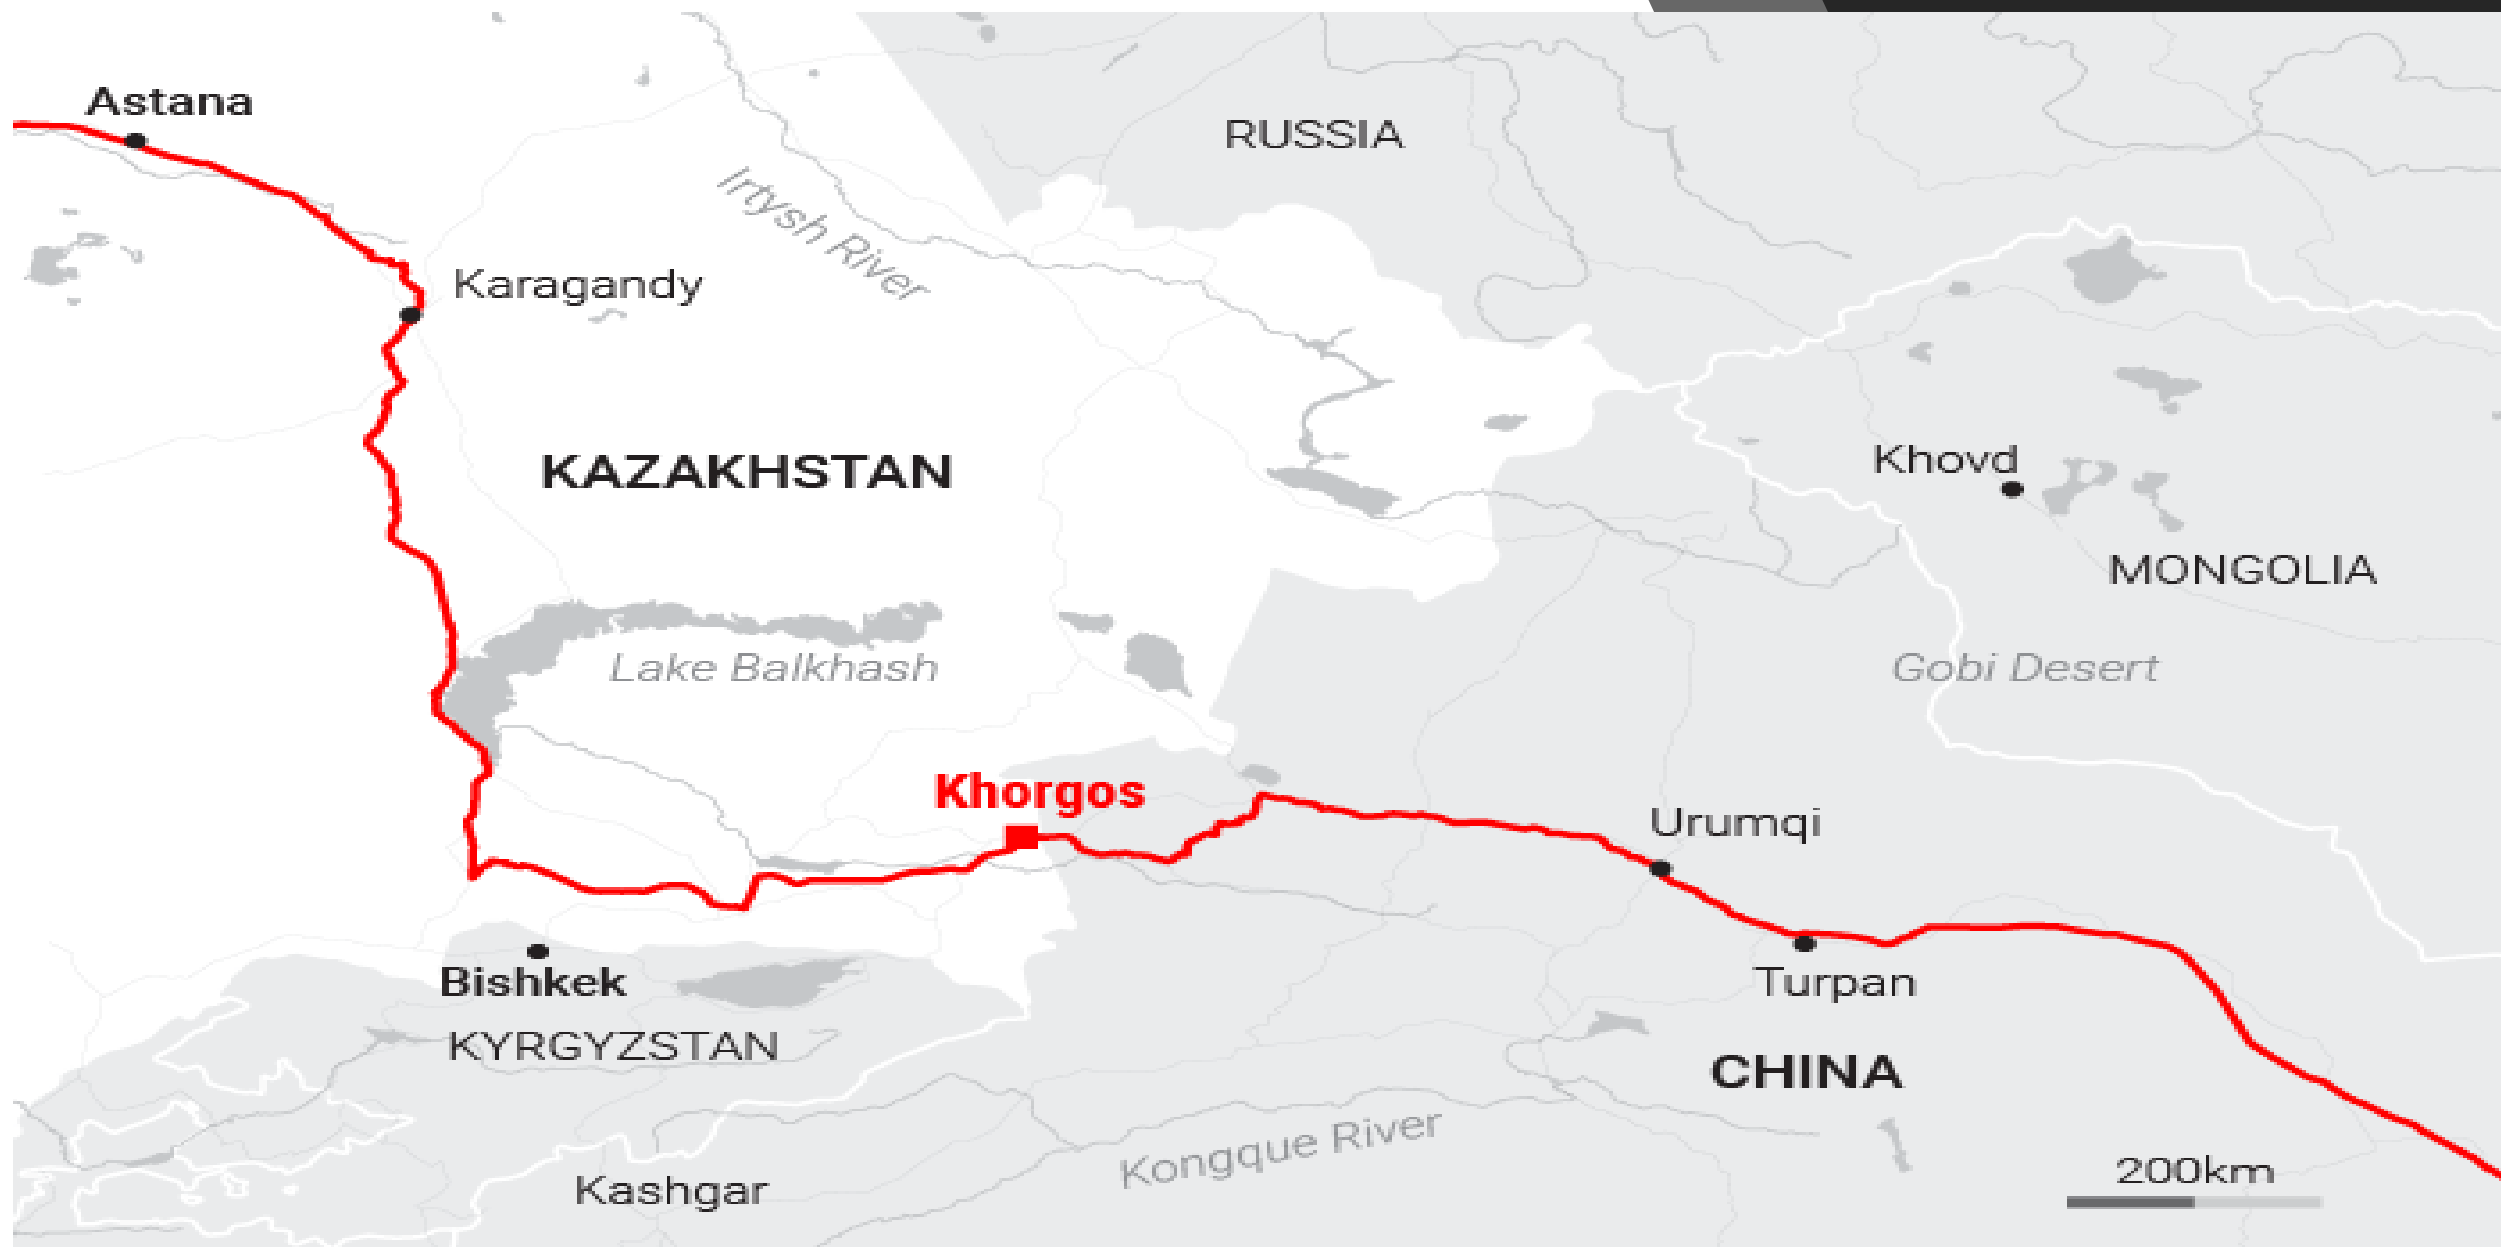 Astana
RUSSIA
Irtysh River
Karagandy
KAZAKHSTAN
Khovd
MONGOLIA
Lake Balkhash
Gobi Desert
Khorgos
Urumqi
Bishkek
Turpan
KYRGYZSTAN
CHINA
Kongque River
Kashgar
200km